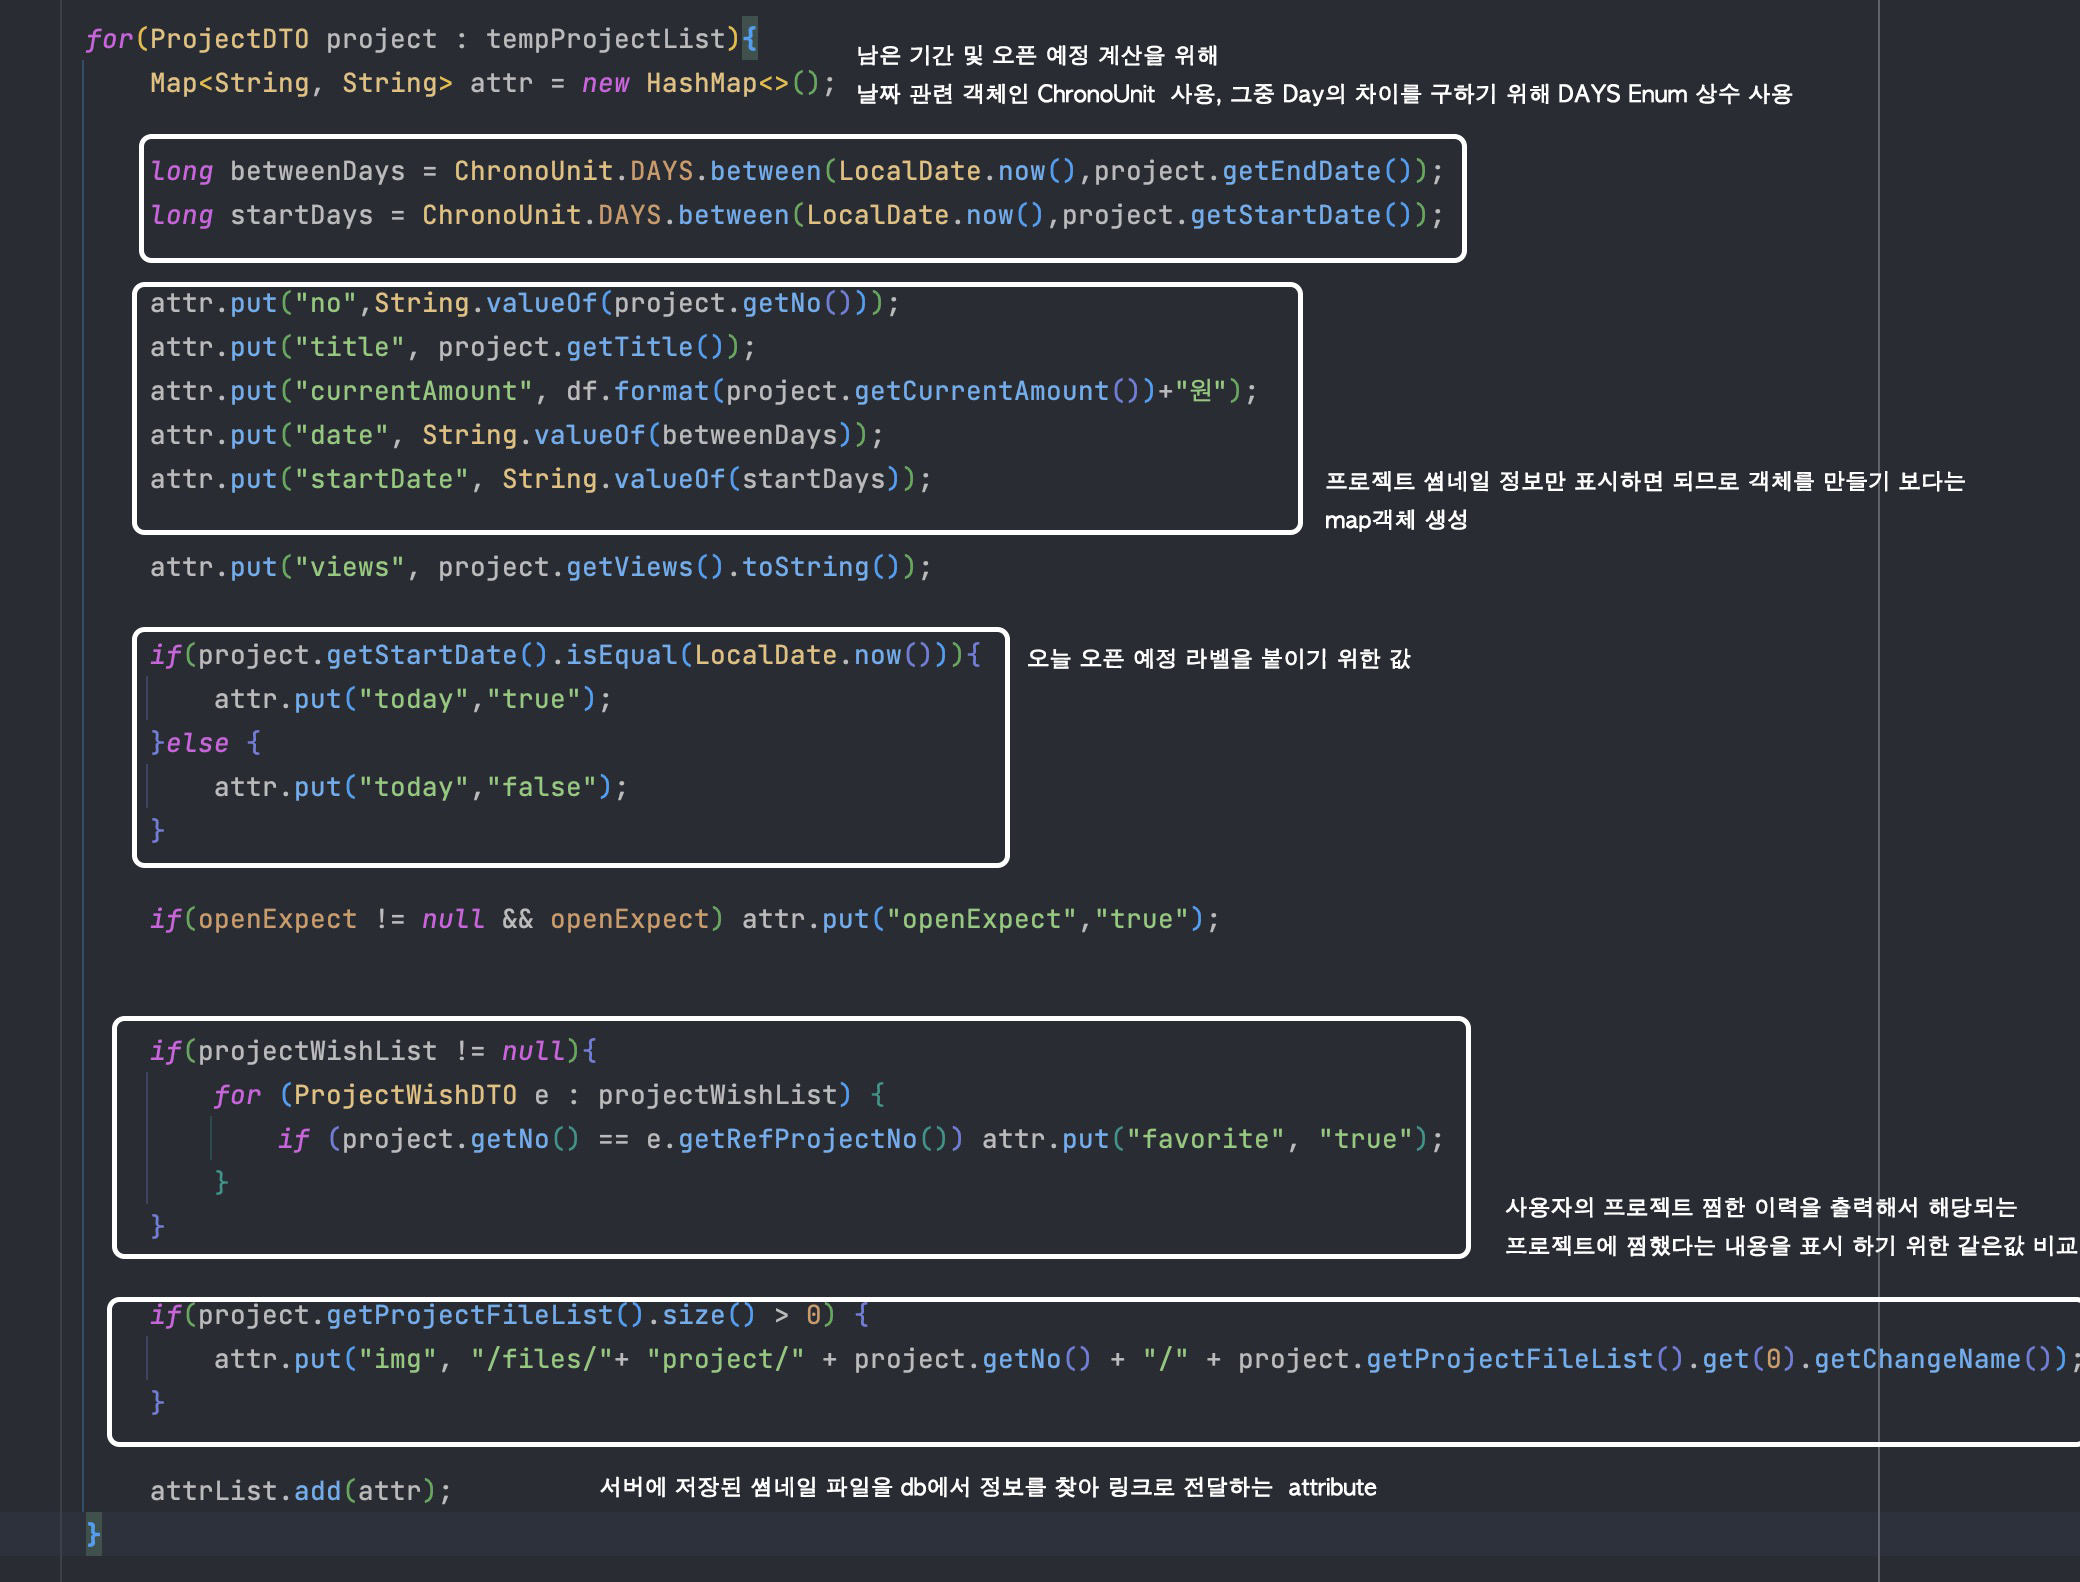 for(ProjectDTO project : tempProjectList){
남은 기간 및 오픈 예정 계산을 위해
Map<String, String> attr = new HashMap<>();
날짜 관련 객체인 ChronoUnit 사용, 그중 Day의 차이를 구하기 위해 DAYS Enum 상수 사용
long betweenDays = ChronoUnit.DAYS.between(LocalDate.now(),project.getEndDate());
long startDays = ChronoUnit.DAYS.between(LocalDate.now(),project.getStartDate());
attr.put("no",String.valueOf(project.getNo()));
attr.put("title", project.getTitle());
attr.put("currentAmount", df.format(project.getCurrentAmount())+"원");
attr.put("date", String.valueOf(betweenDays));
attr.put("startDate", String.valueOf(startDays));
프로젝트 썸네일 정보만 표시하면 되므로 객체를 만들기 보다는
map객체 생성
attr.put("views", project.getViews().toString());
if(project.getStartDate().isEqual(LocalDate.now())){
오늘 오픈 예정 라벨을 붙이기 위한 값
attr.put("today","true");
}else {
attr.put("today","false");
}
if(openExpect != null && openExpect) attr.put("openExpect","true");
if(projectWishList != null){
for (ProjectWishDTO e : projectWishList) {
if (project.getNo() == e.getRefProjectNo()) attr.put("favorite", "true");
}
}
사용자의 프로젝트 찜한 이력을 출력해서 해당되는
프로젝트에 찜했다는 내용을 표시 하기 위한 같은값 비교
if(project.getProjectFileList().size() > 0) {
attr.put("img", "/files/"+ "project/" + project.getNo() + "/" + project.getProjectFileList().get(0).getChangeName());
}
attrList.add(attr);
서버에 저장된 썸네일 파일을 db에서 정보를 찾아 링크로 전달하는 attribute
}